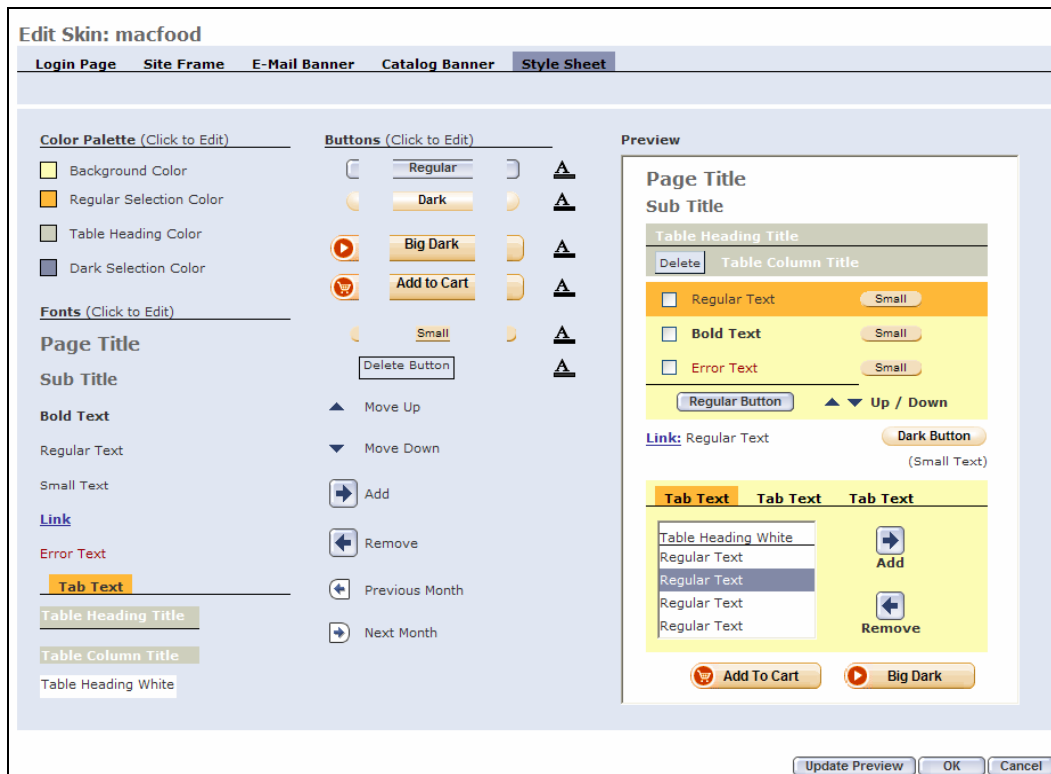 Edit Skin: macfood
Login Page Site Frame E-Mail Banner Catalog Banner Style Sheet
Color Palette (Click to Edit)
Background Color
Regular Selection Color
Table Heading Color
Dark Selection Color
Fonts (Click to Edit)
Page Title
Sub Title
Bold Text
Regular Text
Small Text
Link
Error Text
Tab Text
Table Heading Title
Table Column Title
Table Heading White
Buttons (Click to Edit)
Regular A
Dark A
Big Dark A
Add to Cart A
Small A
Delete Button A
Move Up
Move Down
Add
Remove
Previous Month
Next Month
Preview
Page Title
Sub Title
Table Heading Title
Delete Table Column Title
Regular Text Small
Bold Text Small
Error Text Small
Regular Button Up / Down
Link: Regular Text Dark Button
(Small Text)
Tab Text Tab Text Tab Text
Table Heading White
Regular Text
Regular Text
Regular Text
Regular Text
Add
Remove
Add To Cart Big Dark
Update Preview OK Cancel